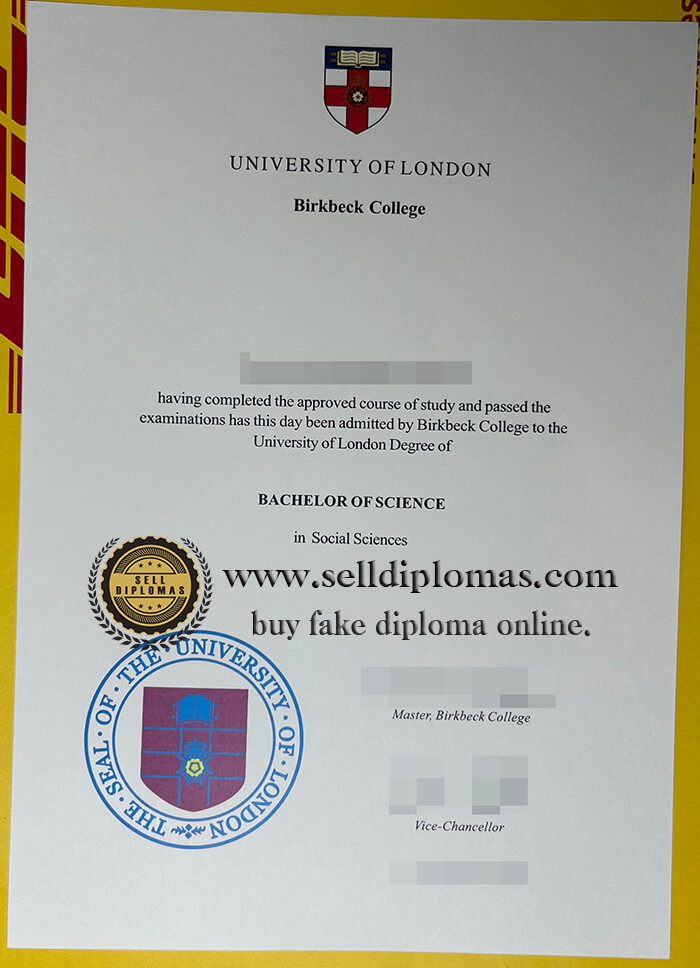 UNIVERSITY OF LONDON
Birkbeck College
having completed the approved course of study and passed the
examinations has this day been admitted by Birkbeck College to the
University of London Degree of
BACHELOR OF SCIENCE
in Social Sciences
SELL
DIPLOMAS
www.selldiplomas.com
buy fake diploma online.
THE · SEAL · OF · THE · UNIVERSITY · OF · LONDON
Master, Birkbeck College
Vice-Chancellor